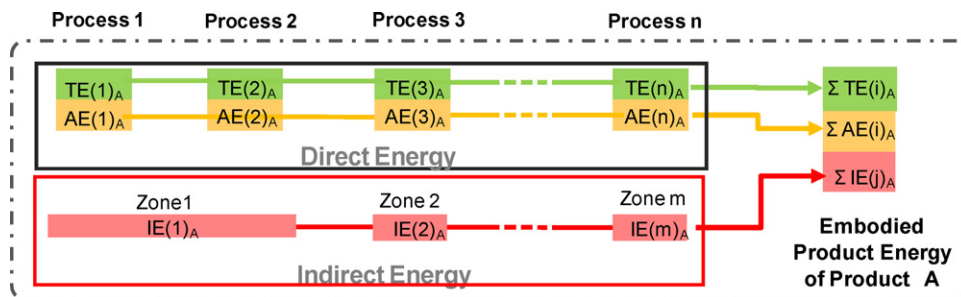 Process 1 Process 2 Process 3 Process n
TE(1)A TE(2)A TE(3)A TE(n)A Σ TE(i)A
AE(1)A AE(2)A AE(3)A AE(n)A Σ AE(i)A
Direct Energy
Σ IE(j)A
Zone1 Zone 2 Zone m
IE(1)A IE(2)A IE(m)A
Indirect Energy
Embodied
Product Energy
of Product A